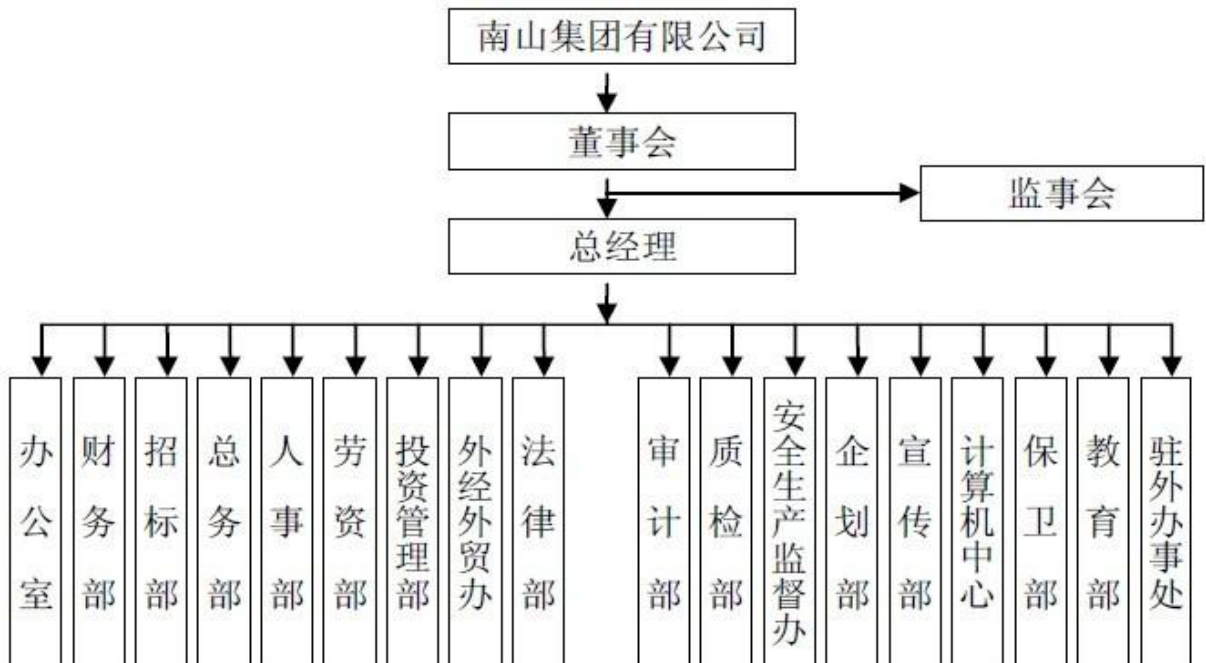 南山集团有限公司
董事会
监事会
总经理
办公室
财务部
招标部
总务部
人事部
劳资部
投资管理部
外经外贸办
法律部
审计部
质检部
安全生产监督办
企划部
宣传部
计算机中心
保卫部
教育部
驻外办事处